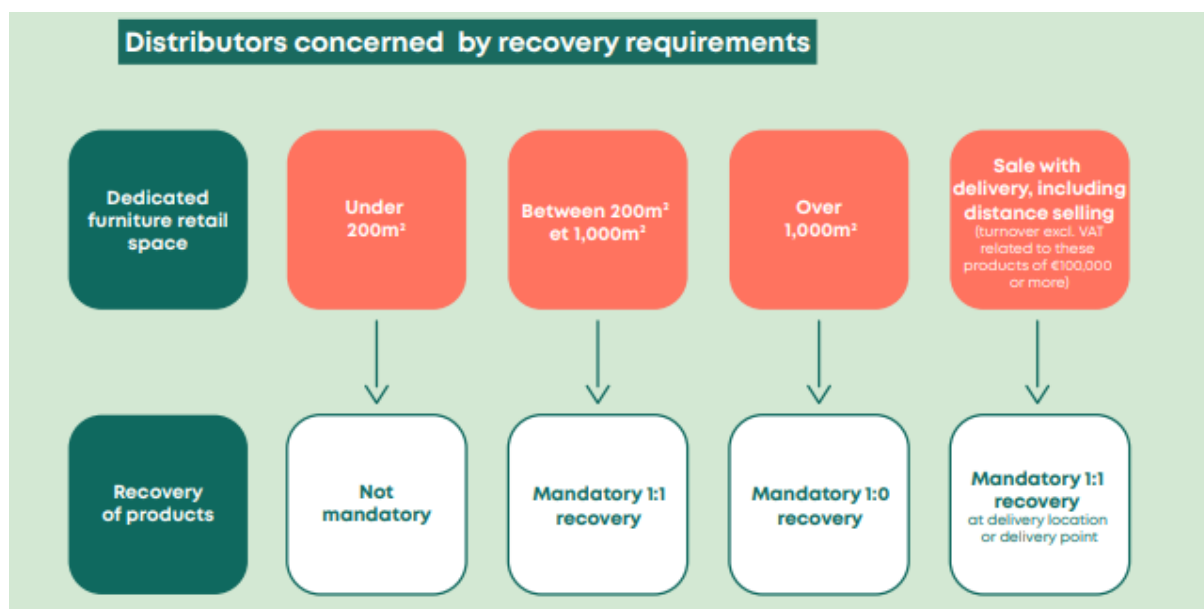 Distributors concerned  by recovery requirements
Dedicated
furniture retail
space
Under
200m²
Between 200m²
et 1,000m²
Over
1,000m²
Sale with
delivery, including
distance selling
(turnover excl. VAT
related to these
products of €100,000
or more)
Recovery
of products
Not
mandatory
Mandatory 1:1
recovery
Mandatory 1:0
recovery
Mandatory 1:1
recovery
at delivery location
or delivery point